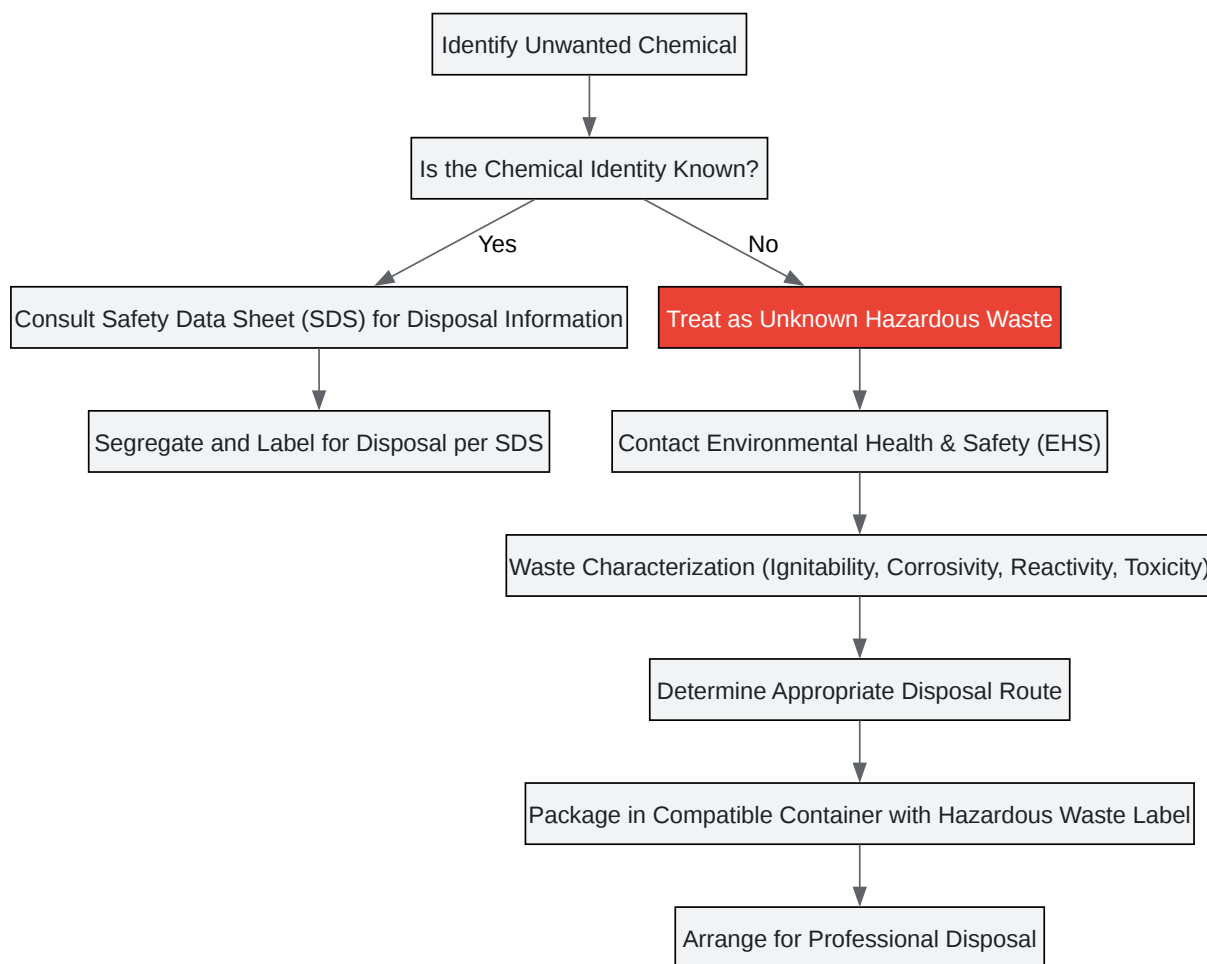 Identify Unwanted Chemical
Is the Chemical Identity Known?
Yes
No
Consult Safety Data Sheet (SDS) for Disposal Information
Treat as Unknown Hazardous Waste
Segregate and Label for Disposal per SDS
Contact Environmental Health & Safety (EHS)
Waste Characterization (Ignitability, Corrosivity, Reactivity, Toxicity)
Determine Appropriate Disposal Route
Package in Compatible Container with Hazardous Waste Label
Arrange for Professional Disposal